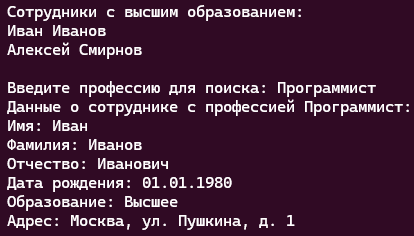 Сотрудники с высшим образованием:
Иван Иванов
Алексей Смирнов
Введите профессию для поиска: Программист
Данные о сотруднике с профессией Программист:
Имя: Иван
Фамилия: Иванов
Отчество: Иванович
Дата рождения: 01.01.1980
Образование: Высшее
Адрес: Москва, ул. Пушкина, д. 1